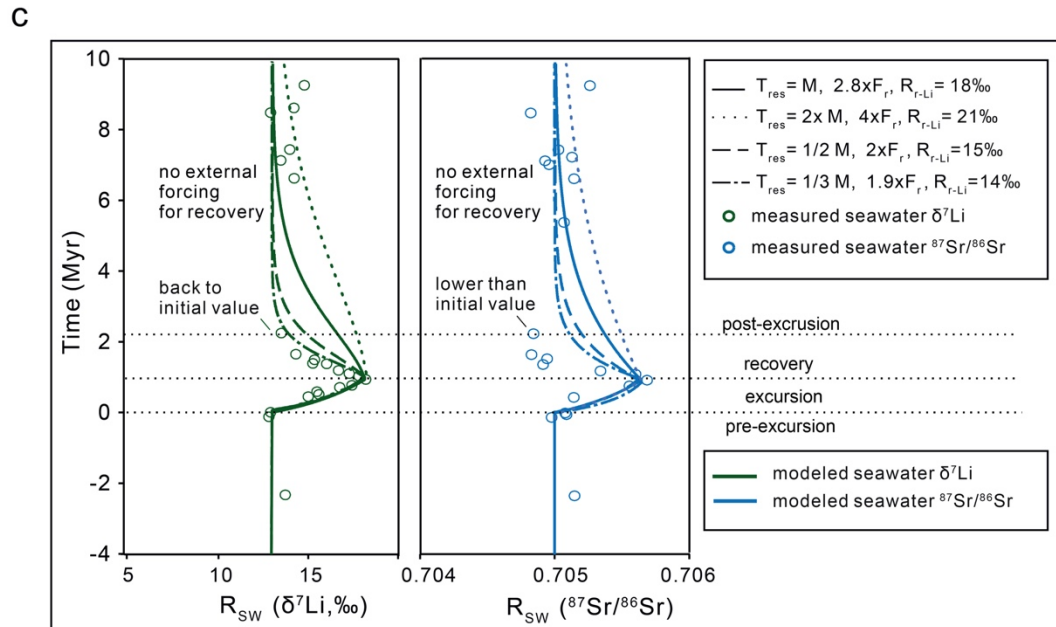 C
10
8
6
4
2
0
-2
-4
Time (Myr)
no external
forcing
for recovery
back to
initial value
5
15
R_SW (δ⁷Li,‰)
no external
forcing
for recovery
lower than
initial value
0.704
0.705
0.706
R_SW (⁸⁷Sr/⁸⁶Sr)
T_res= M, 2.8xF_r, R_r-Li=18‰
T_res= 2x M, 4xF_r, R_r-Li=21‰
T_res= 1/2 M, 2xF_r, R_r-Li=15‰
T_res= 1/3 M, 1.9xF_r, R_r-Li=14‰
measured seawater δ⁷Li
measured seawater ⁸⁷Sr/⁸⁶Sr
post-excrusion
recovery
excursion
pre-excursion
modeled seawater δ⁷Li
modeled seawater ⁸⁷Sr/⁸⁶Sr